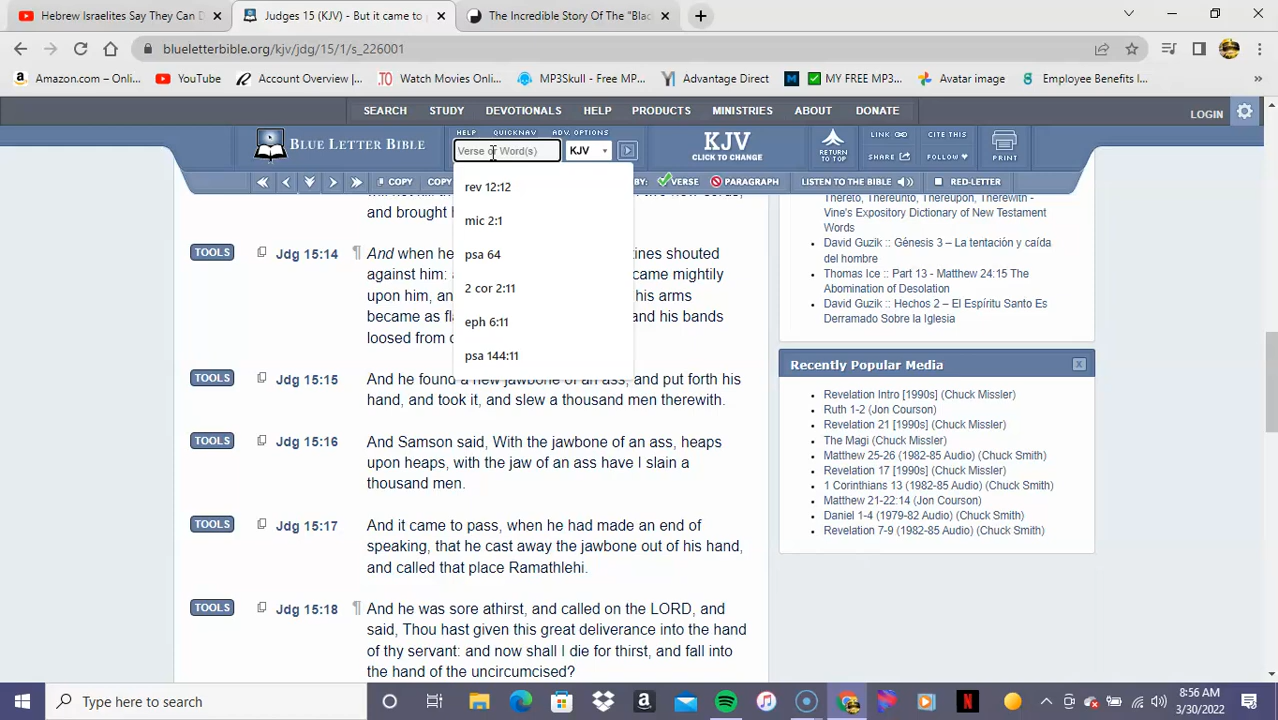 Hebrew Israelites Say They Can D
Judges 15 (KJV) - But it came to p
The Incredible Story Of The "Blac
blueletterbible.org/kjv/jdg/15/1/s_226001
Amazon.com – Onli...
YouTube
Account Overview |...
Watch Movies Onli...
MP3Skull - Free MP...
Advantage Direct
MY FREE MP3...
Avatar image
Employee Benefits I...
SEARCH STUDY DEVOTIONALS HELP PRODUCTS MINISTRIES ABOUT DONATE
LOGIN
BLUE LETTER BIBLE
HELP QUICKNAV ADV. OPTIONS
Verse or Word(s)
KJV
KJV
CLICK TO CHANGE
RETURN
TO TOP
LINK
SHARE
CITE THIS
FOLLOW
PRINT
COPY
COP
BY: VERSE PARAGRAPH
LISTEN TO THE BIBLE
RED-LETTER
rev 12:12
mic 2:1
psa 64
2 cor 2:11
eph 6:11
psa 144:11
and brought h
TOOLS Jdg 15:14 ¶ And when he
tines shouted
against him:
came mightily
upon him, an
his arms
became as fl
and his bands
loosed from
TOOLS Jdg 15:15 And he found a new jawbone of an ass, and put forth his
hand, and took it, and slew a thousand men therewith.
TOOLS Jdg 15:16 And Samson said, With the jawbone of an ass, heaps
upon heaps, with the jaw of an ass have I slain a
thousand men.
TOOLS Jdg 15:17 And it came to pass, when he had made an end of
speaking, that he cast away the jawbone out of his hand,
and called that place Ramathlehi.
TOOLS Jdg 15:18 ¶ And he was sore athirst, and called on the LORD, and
said, Thou hast given this great deliverance into the hand
of thy servant: and now shall I die for thirst, and fall into
the hand of the uncircumcised?
Thereto, Thereunto, Thereupon, Therewith -
Vine's Expository Dictionary of New Testament
Words
David Guzik :: Génesis 3 – La tentación y caída
del hombre
Thomas Ice :: Part 13 - Matthew 24:15 The
Abomination of Desolation
David Guzik :: Hechos 2 – El Espíritu Santo Es
Derramado Sobre la Iglesia
Recently Popular Media
Revelation Intro [1990s] (Chuck Missler)
Ruth 1-2 (Jon Courson)
Revelation 21 [1990s] (Chuck Missler)
The Magi (Chuck Missler)
Matthew 25-26 (1982-85 Audio) (Chuck Smith)
Revelation 17 [1990s] (Chuck Missler)
1 Corinthians 13 (1982-85 Audio) (Chuck Smith)
Matthew 21-22:14 (Jon Courson)
Daniel 1-4 (1979-82 Audio) (Chuck Smith)
Revelation 7-9 (1982-85 Audio) (Chuck Smith)
Type here to search
8:56 AM
3/30/2022